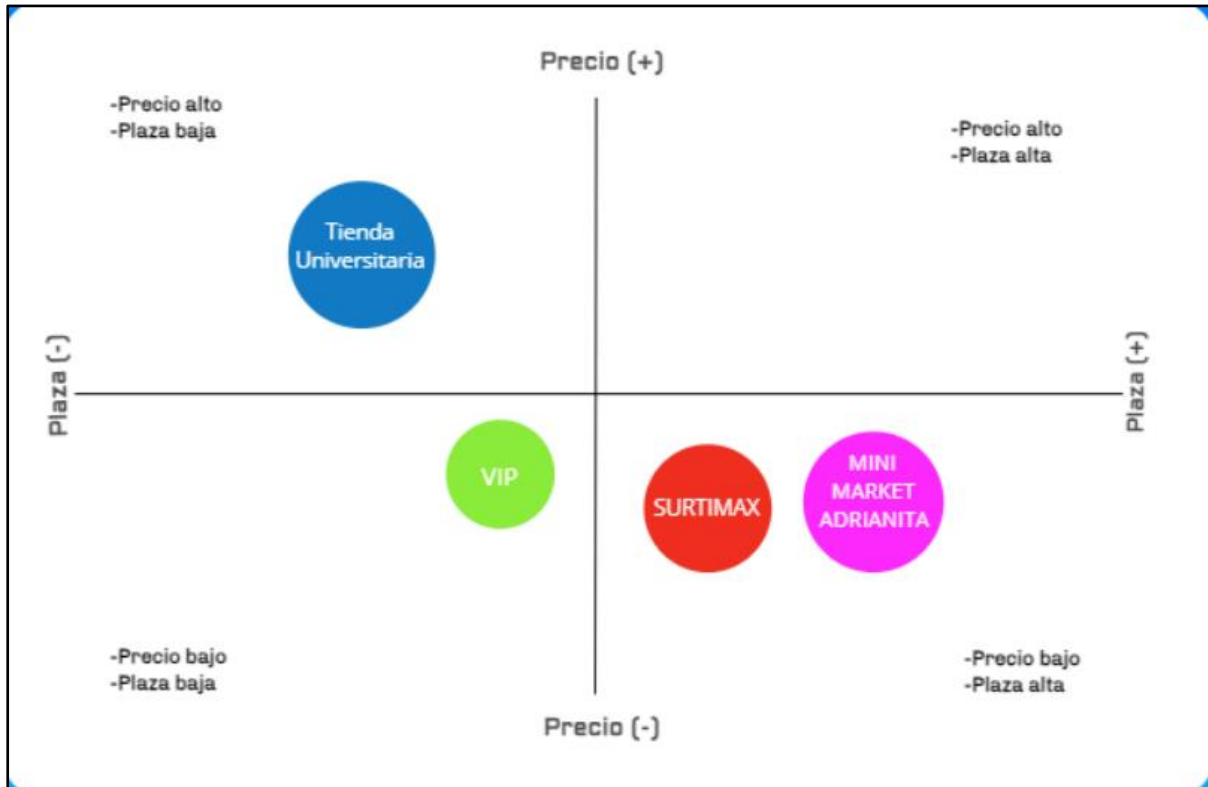 Precio (+)
-Precio alto
-Plaza baja
-Precio alto
-Plaza alta
Tienda
Universitaria
Plaza (-)
Plaza (+)
VIP
SURTIMAX
MINI
MARKET
ADRIANITA
-Precio bajo
-Plaza baja
-Precio bajo
-Plaza alta
Precio (-)